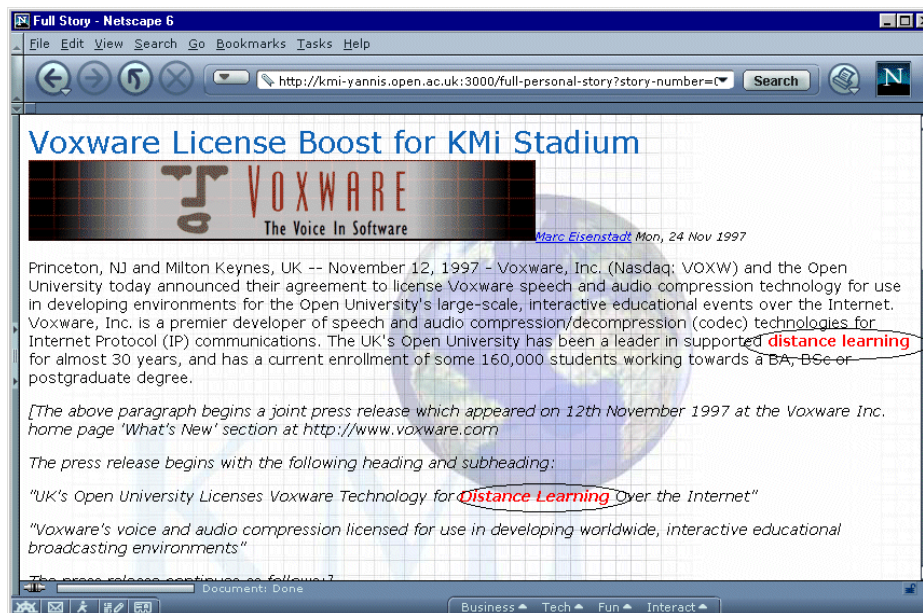 Full Story - Netscape 6
File Edit View Search Go Bookmarks Tasks Help
http://kmi-yannis.open.ac.uk:3000/full-personal-story?story-number=0 Search N
Voxware License Boost for KMi Stadium
VOXWARE
The Voice In Software
Marc Eisenstadt Mon, 24 Nov 1997
Princeton, NJ and Milton Keynes, UK -- November 12, 1997 - Voxware, Inc. (Nasdaq: VOXW) and the Open
University today announced their agreement to license Voxware speech and audio compression technology for use
in developing environments for the Open University's large-scale, interactive educational events over the Internet.
Voxware, Inc. is a premier developer of speech and audio compression/decompression (codec) technologies for
Internet Protocol (IP) communications. The UK's Open University has been a leader in supported distance learning
for almost 30 years, and has a current enrollment of some 160,000 students working towards a BA, BSc or
postgraduate degree.
[The above paragraph begins a joint press release which appeared on 12th November 1997 at the Voxware Inc.
home page 'What's New' section at http://www.voxware.com
The press release begins with the following heading and subheading:
"UK's Open University Licenses Voxware Technology for Distance Learning Over the Internet"
"Voxware's voice and audio compression licensed for use in developing worldwide, interactive educational
broadcasting environments"
The press release continues as follows:]
Document: Done
Business Tech Fun Interact